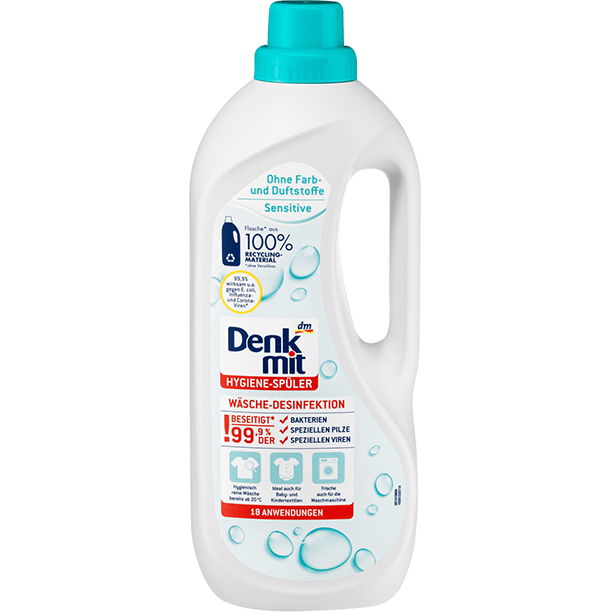 Ohne Farb-
und Duftstoffe
Sensitive
Flasche* aus
100%
RECYCLING-
MATERIAL
*ohne Verschluss
99,9%
wirksam u.a.
gegen E. coli,
Influenza-
und Corona-
Viren*
dm
Denk
mit
HYGIENE-SPÜLER
WÄSCHE-DESINFEKTION
! BESEITIGT* 99,9% DER
✓ BAKTERIEN
✓ SPEZIELLEN PILZE
✓ SPEZIELLEN VIREN
Hygienisch
reine Wäsche
bereits ab 20 °C
Ideal auch für
Baby- und
Kindertextilien
Frische
auch für die
Waschmaschine
18 ANWENDUNGEN